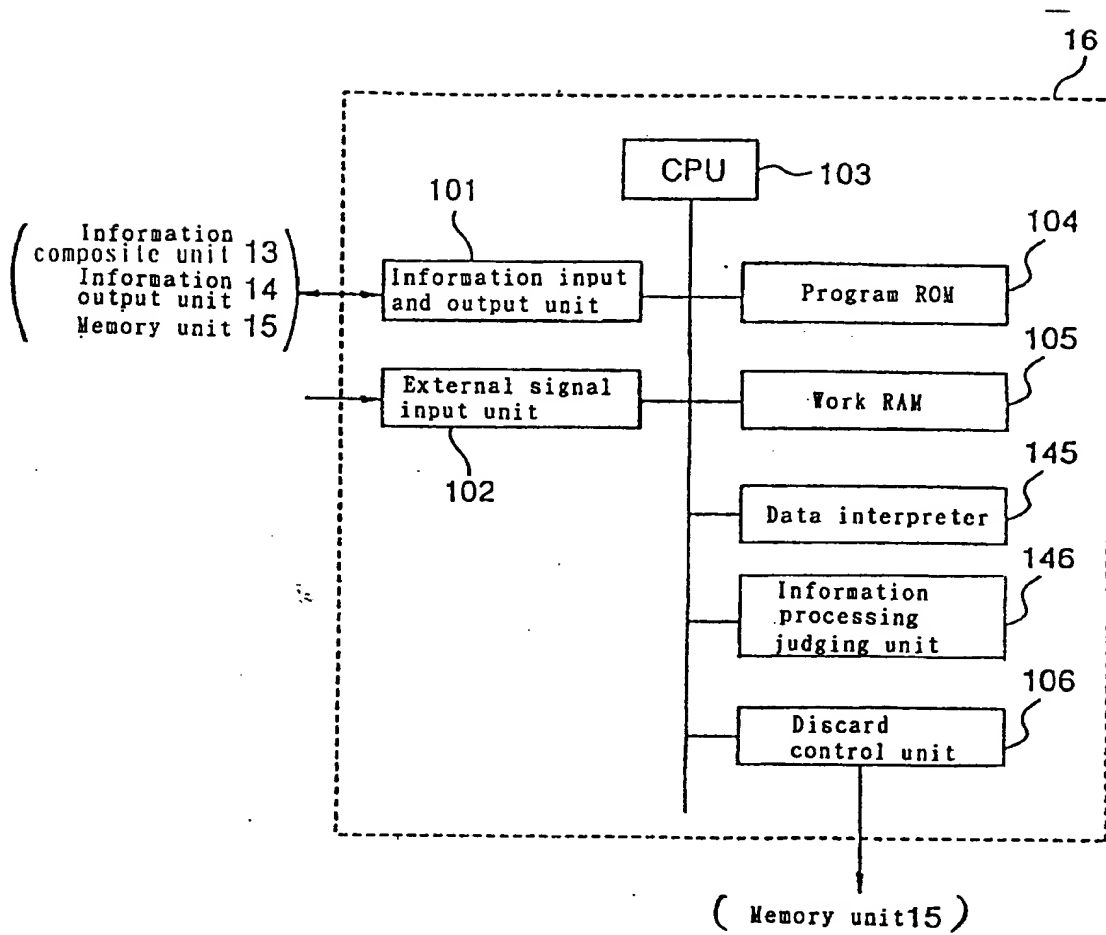 16
CPU
103
101
104
Information
composite unit 13
Information
output unit 14
Memory unit 15
Information input
and output unit
Program ROM
105
External signal
input unit
Work RAM
102
145
Data interpreter
146
Information
processing
judging unit
106
Discard
control unit
( Memory unit15 )